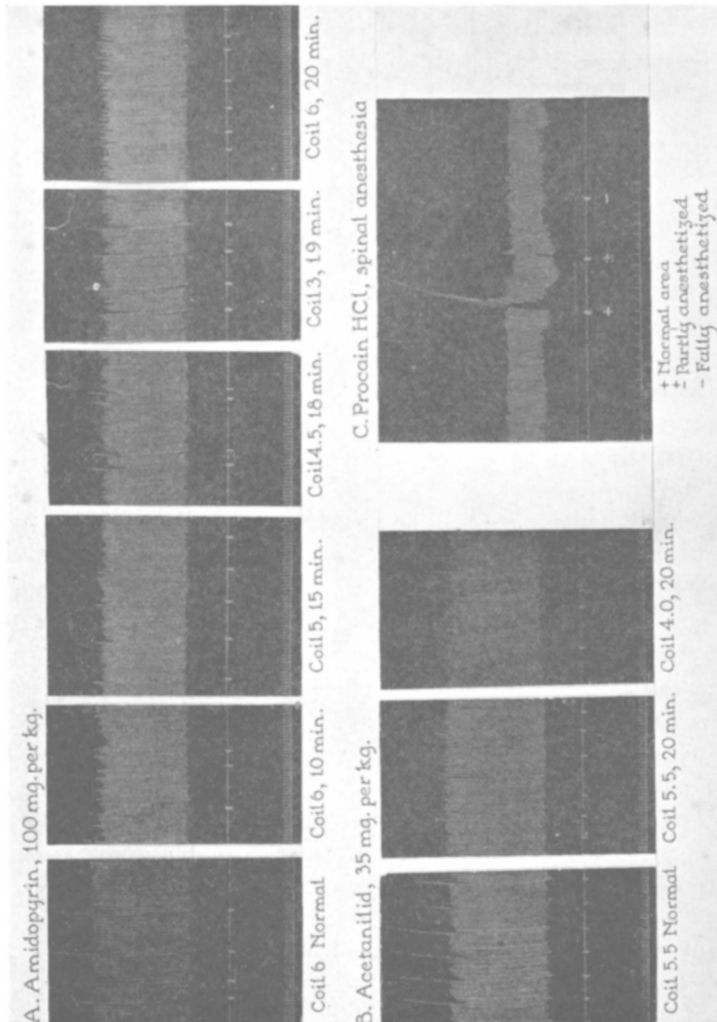 A. Amidopyrin, 100 mg. per kg.
Coil 6 Normal
Coil 6, 10 min.
Coil 5, 15 min.
Coil 4.5, 18 min.
Coil 3, 19 min.
Coil 6, 20 min.
B. Acetanilid, 35 mg. per kg.
Coil 5.5 Normal
Coil 5.5, 20 min.
Coil 4.0, 20 min.
C. Procain HCl, spinal anesthesia
+ ± -
+ Normal area
± Partly anesthetized
- Fully anesthetized